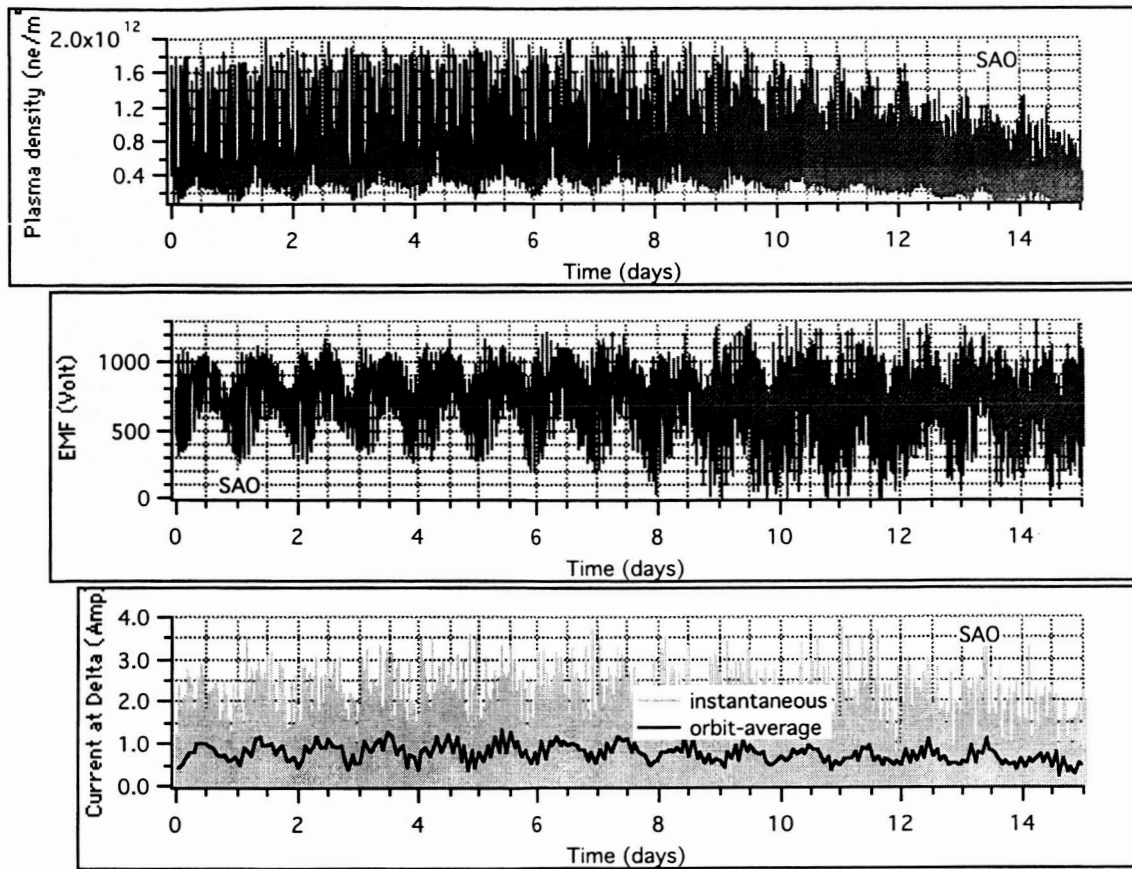 Plasma density (ne/m
2.0x10 12
1.6
1.2
0.8
0.4
SAO
0 2 4 6 8 10 12 14
Time (days)
EMF (Volt)
1000
500
0
SAO
0 2 4 6 8 10 12 14
Time (days)
Current at Delta (Amp
4.0
3.0
2.0
1.0
0.0
SAO
instantaneous
orbit-average
0 2 4 6 8 10 12 14
Time (days)